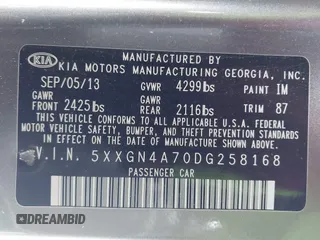 MANUFACTURED BY
KIA KIA MOTORS MANUFACTURING GEORGIA, INC.
SEP/05/13 GVWR 4299lbs PAINT IM
GAWR GAWR
FRONT 2425lbs REAR 2116lbs TRIM 87
THIS VEHICLE CONFORMS TO ALL APPLICABLE U.S. FEDERAL MOTOR
VEHICLE SAFETY, BUMPER, AND THEFT PREVENTION STANDARDS
IN EFFECT ON THE DATE OF MANUFACTURE SHOWN ABOVE.
V.I.N. 5XXGN4A70DG258168
PASSENGER CAR
DREAMBID